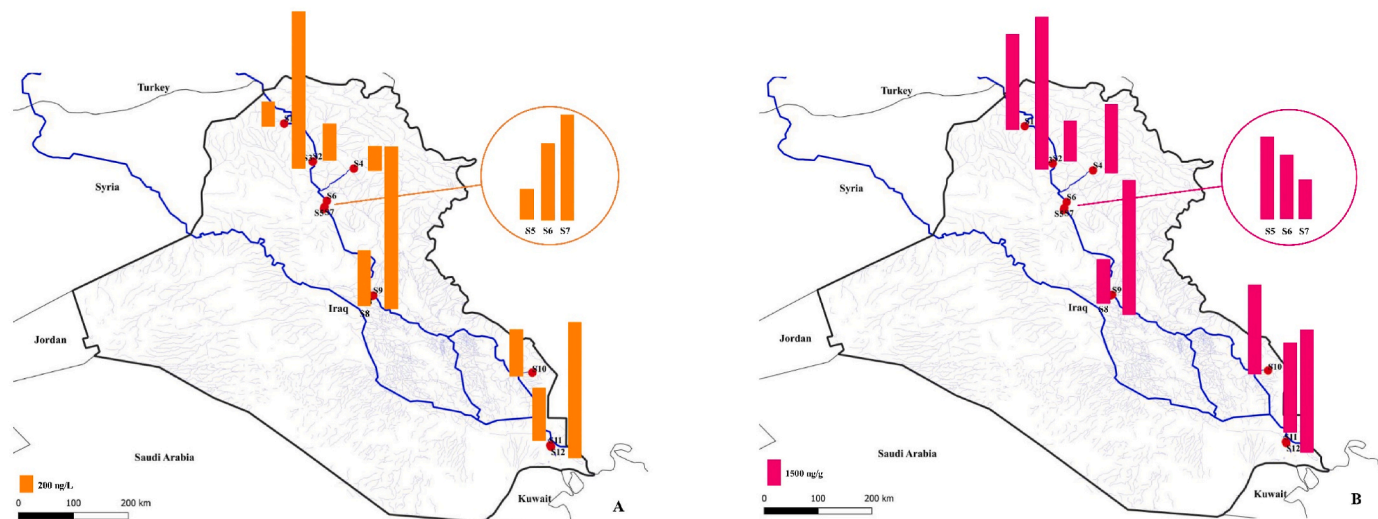 Turkey
S1
S2
S4
Syria
S6
S5
S7
S5 S6 S7
S9
Iraq
S8
Jordan
S10
S11
S12
Saudi Arabia
Kuwait
200 ng/L
0 100 200 km
A
Turkey
S1
S2
S4
Syria
S6
S5
S7
S5 S6 S7
S9
Iraq
S8
Jordan
S10
S11
S12
Saudi Arabia
Kuwait
1500 ng/g
0 100 200 km
B